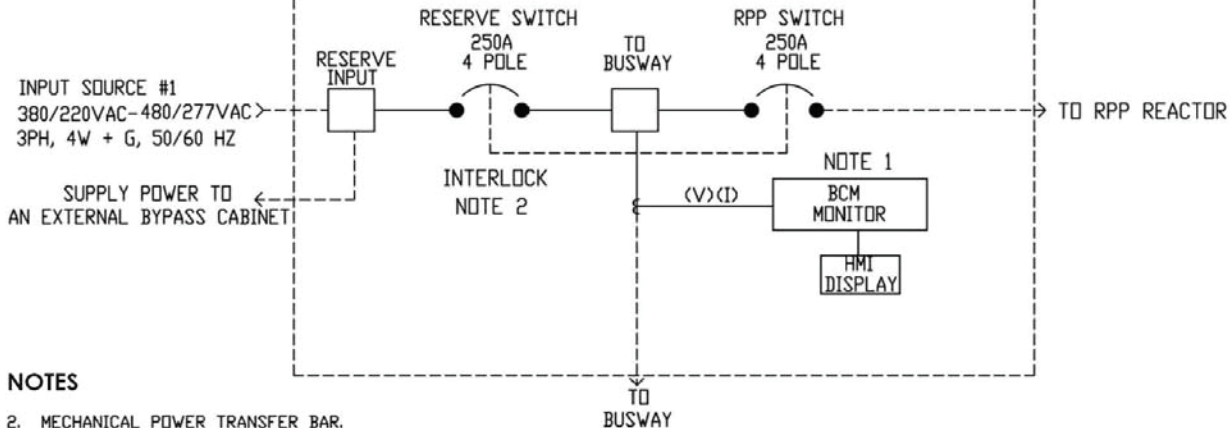 RESERVE SWITCH
250A
4 POLE
RPP SWITCH
250A
4 POLE
TO
BUSWAY
RESERVE
INPUT
INPUT SOURCE #1
380/220VAC-480/277VAC
3PH, 4W + G, 50/60 HZ
TO RPP REACTOR
SUPPLY POWER TO
AN EXTERNAL BYPASS CABINET
INTERLOCK
NOTE 2
(V)(I)
NOTE 1
BCM
MONITOR
HMI
DISPLAY
TO
BUSWAY
NOTES
2. MECHANICAL POWER TRANSFER BAR.